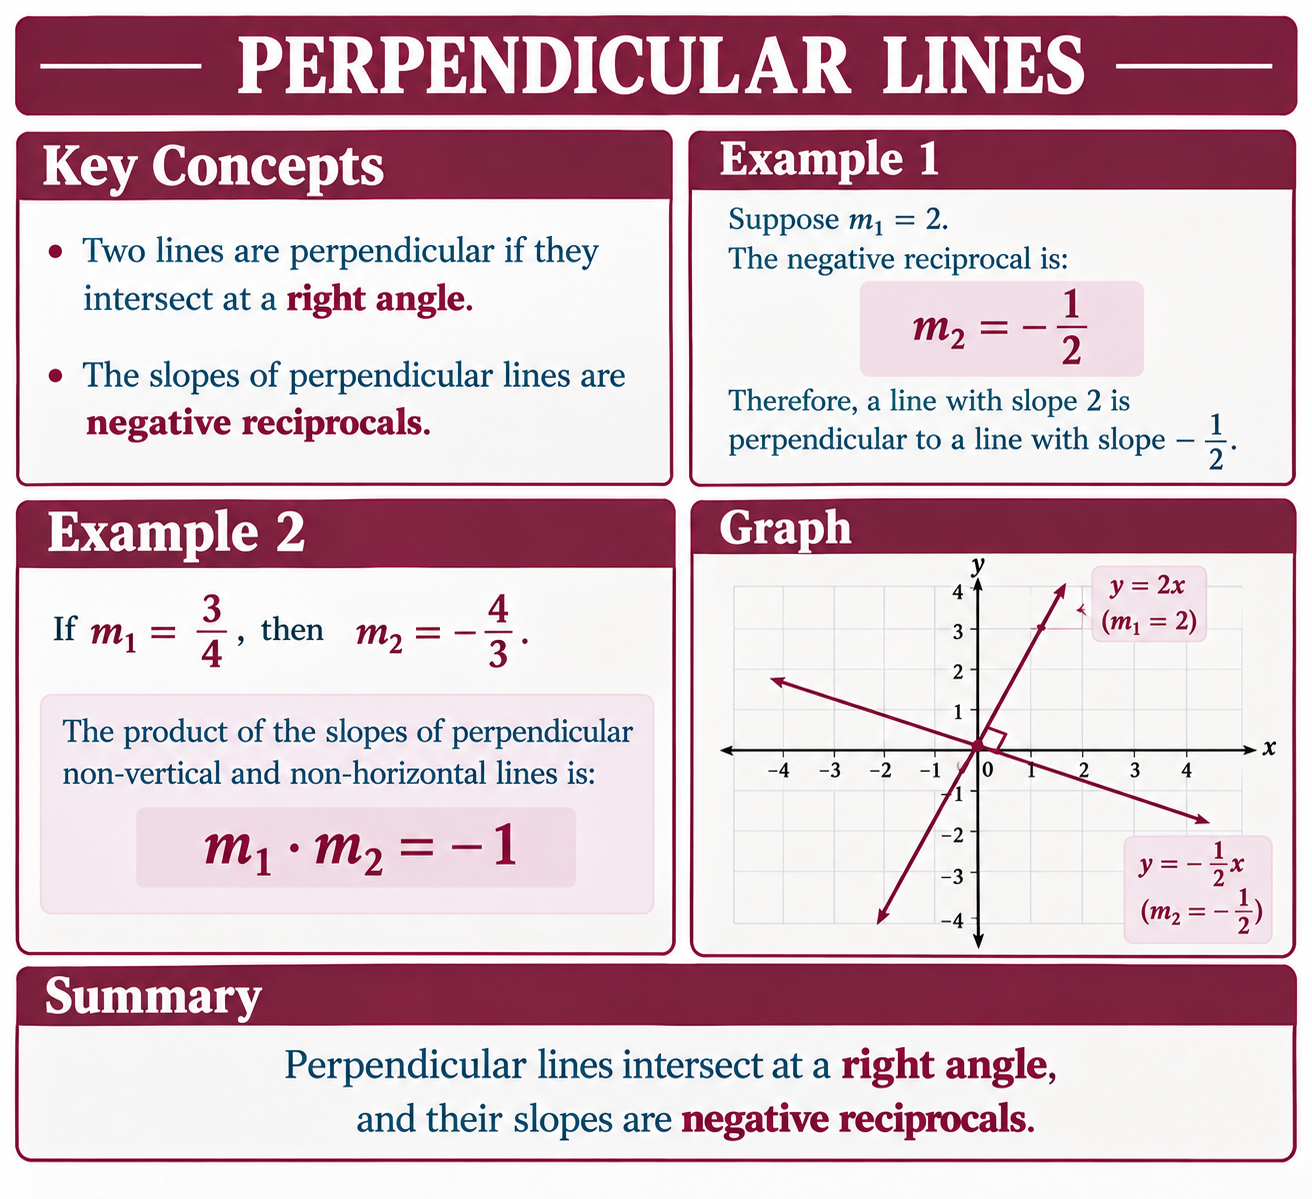 PERPENDICULAR LINES
Key Concepts
• Two lines are perpendicular if they
intersect at a right angle.
• The slopes of perpendicular lines are
negative reciprocals.
Example 1
Suppose m₁ = 2.
The negative reciprocal is:
m₂ = − 1/2
Therefore, a line with slope 2 is
perpendicular to a line with slope − 1/2.
Example 2
If m₁ = 3/4, then m₂ = − 4/3.
The product of the slopes of perpendicular
non-vertical and non-horizontal lines is:
m₁ · m₂ = −1
Graph
y
4
3
2
1
−4 −3 −2 −1 0 1 2 3 4 x
−1
−2
−3
−4
y = 2x
(m₁ = 2)
y = − 1/2 x
(m₂ = − 1/2)
Summary
Perpendicular lines intersect at a right angle,
and their slopes are negative reciprocals.